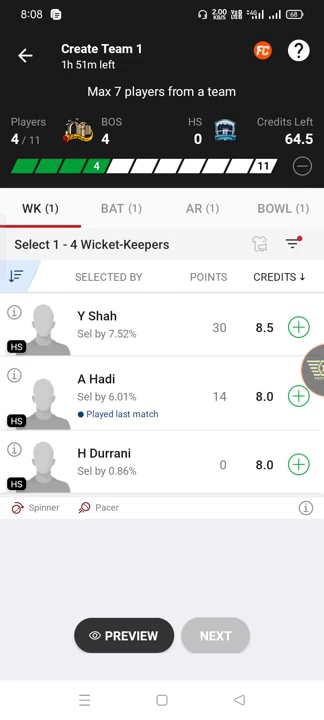 8:08
2.00 KB/S
4G
68
Create Team 1
1h 51m left
FC
?
Max 7 players from a team
Players
4 / 11
BOS
4
HS
0
Credits Left
64.5
4
11
WK (1)
BAT (1)
AR (1)
BOWL (1)
Select 1 - 4 Wicket-Keepers
SELECTED BY
POINTS
CREDITS ↓
Y Shah
Sel by 7.52%
30
8.5
HS
A Hadi
Sel by 6.01%
Played last match
14
8.0
HS
H Durrani
Sel by 0.86%
0
8.0
HS
Spinner
Pacer
PREVIEW
NEXT